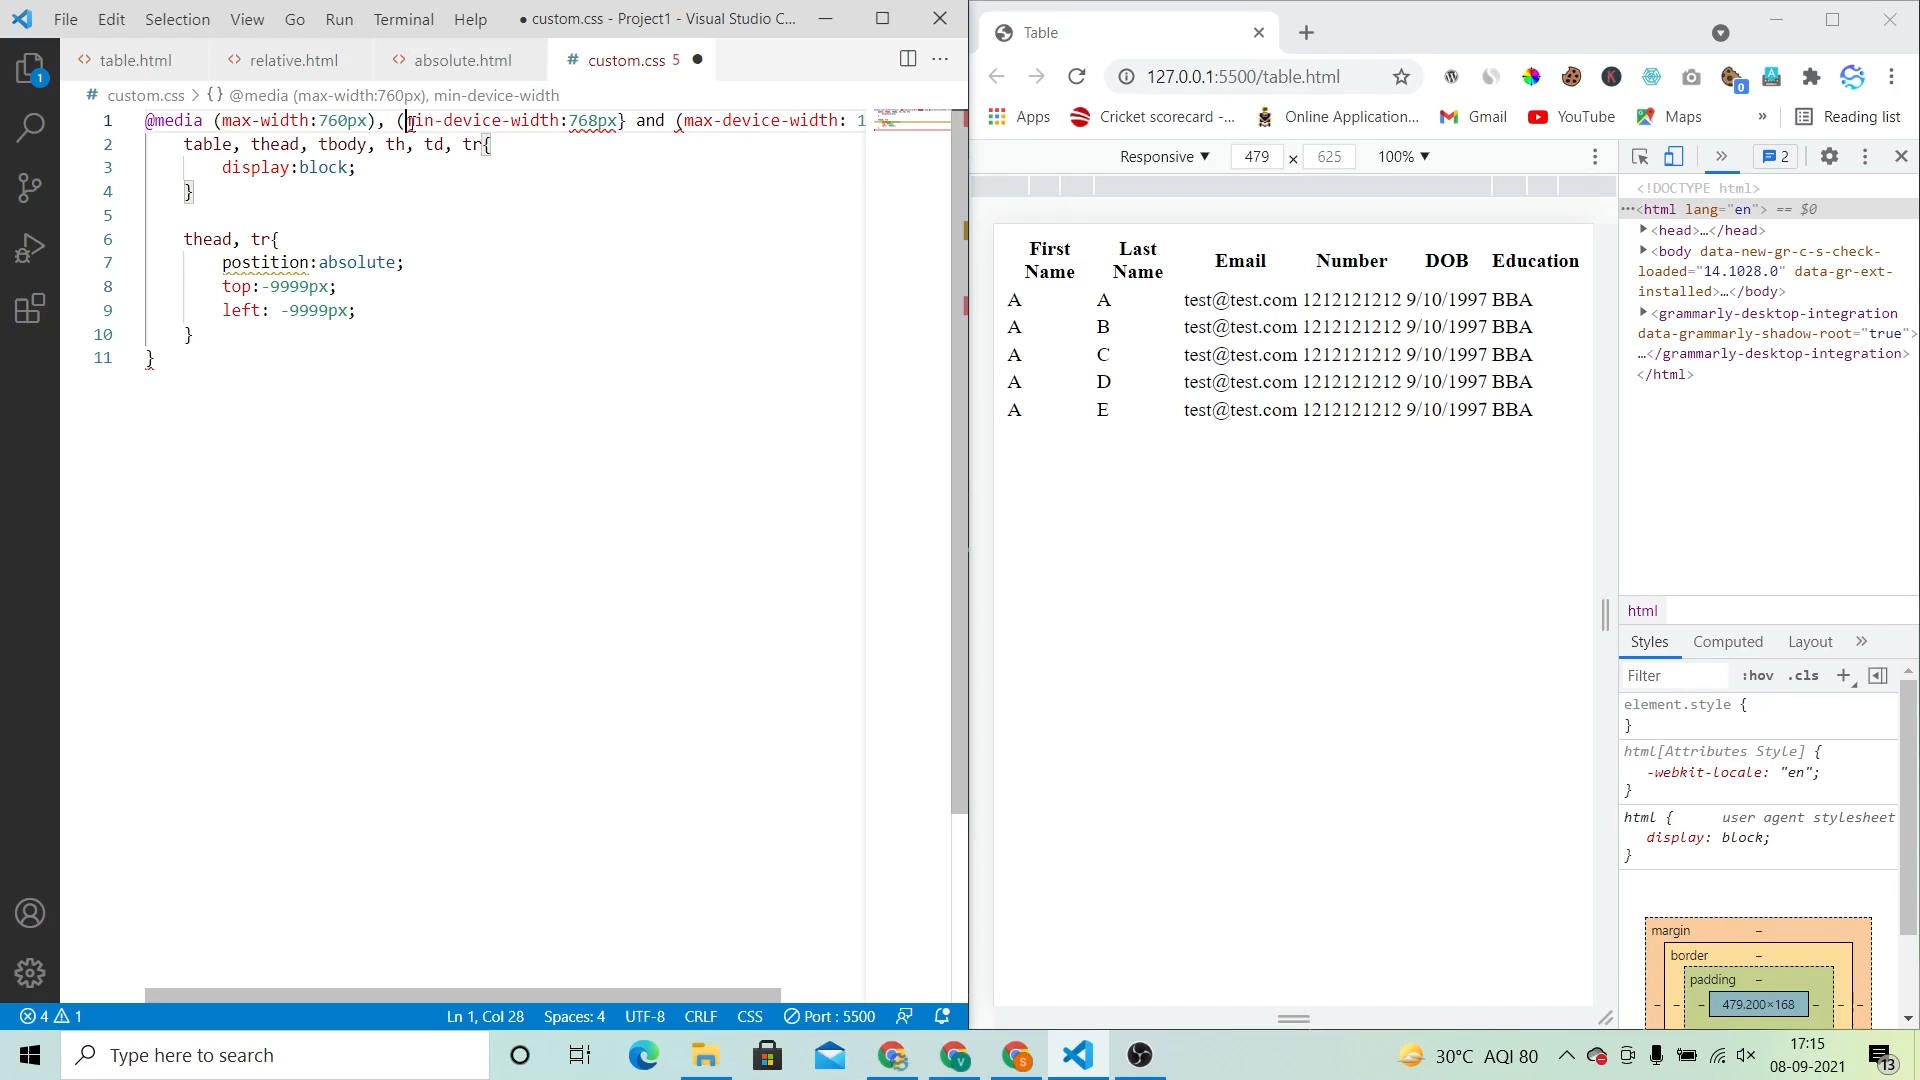 File Edit Selection View Go Run Terminal Help ● custom.css - Project1 - Visual Studio C...
table.html relative.html absolute.html # custom.css 5 ●
# custom.css > {} @media (max-width:760px), min-device-width
1 @media (max-width:760px), (min-device-width:768px} and (max-device-width: 1
2 table, thead, tbody, th, td, tr{
3 display:block;
4 }
5
6 thead, tr{
7 postition:absolute;
8 top:-9999px;
9 left: -9999px;
10 }
11 }
1
4 1 Ln 1, Col 28 Spaces: 4 UTF-8 CRLF CSS Port : 5500
Table
127.0.0.1:5500/table.html
0
Apps Cricket scorecard -... Online Application... Gmail YouTube Maps » Reading list
Responsive ▼ 479 × 625 100% ▼
First Name Last Name Email Number DOB Education
A A test@test.com 1212121212 9/10/1997 BBA
A B test@test.com 1212121212 9/10/1997 BBA
A C test@test.com 1212121212 9/10/1997 BBA
A D test@test.com 1212121212 9/10/1997 BBA
A E test@test.com 1212121212 9/10/1997 BBA
» 2
<!DOCTYPE html>
···<html lang="en"> == $0
<head>…</head>
<body data-new-gr-c-s-check-
loaded="14.1028.0" data-gr-ext-
installed>…</body>
<grammarly-desktop-integration
data-grammarly-shadow-root="true">
…</grammarly-desktop-integration>
</html>
html
Styles Computed Layout »
Filter :hov .cls +
element.style {
}
html[Attributes Style] {
-webkit-locale: "en";
}
html { user agent stylesheet
display: block;
}
margin –
border –
padding –
– – – 479.200×168 – – –
Type here to search
30°C AQI 80
17:15
08-09-2021
13